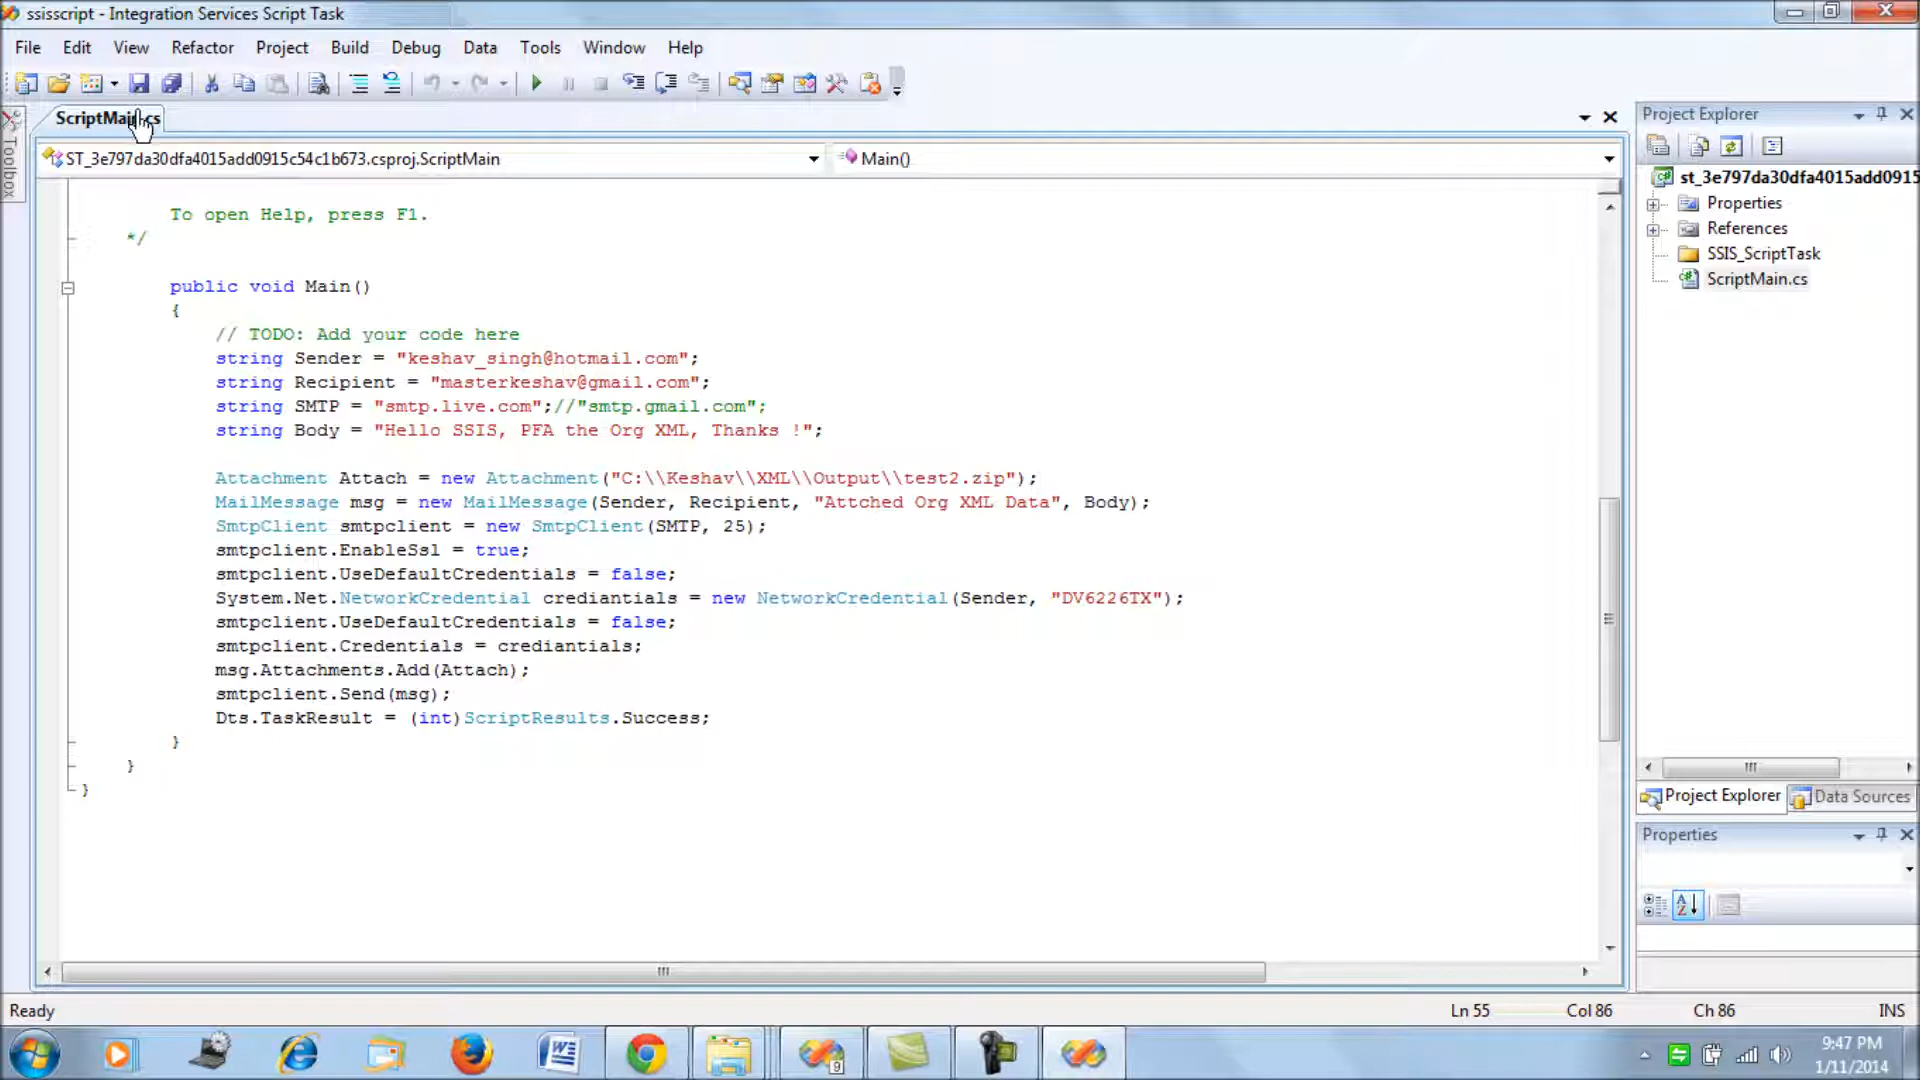 ssisscript - Integration Services Script Task
File Edit View Refactor Project Build Debug Data Tools Window Help
ScriptMain.cs
Toolbox
ST_3e797da30dfa4015add0915c54c1b673.csproj.ScriptMain
Main()
To open Help, press F1.
*/
public void Main()
{
// TODO: Add your code here
string Sender = "keshav_singh@hotmail.com";
string Recipient = "masterkeshav@gmail.com";
string SMTP = "smtp.live.com";//"smtp.gmail.com";
string Body = "Hello SSIS, PFA the Org XML, Thanks !";
Attachment Attach = new Attachment("C:\\Keshav\\XML\\Output\\test2.zip");
MailMessage msg = new MailMessage(Sender, Recipient, "Attched Org XML Data", Body);
SmtpClient smtpclient = new SmtpClient(SMTP, 25);
smtpclient.EnableSsl = true;
smtpclient.UseDefaultCredentials = false;
System.Net.NetworkCredential crediantials = new NetworkCredential(Sender, "DV6226TX");
smtpclient.UseDefaultCredentials = false;
smtpclient.Credentials = crediantials;
msg.Attachments.Add(Attach);
smtpclient.Send(msg);
Dts.TaskResult = (int)ScriptResults.Success;
}
}
}
Project Explorer
st_3e797da30dfa4015add0915
Properties
References
SSIS_ScriptTask
ScriptMain.cs
Project Explorer Data Sources
Properties
Ready
Ln 55 Col 86 Ch 86 INS
9
9:47 PM
1/11/2014